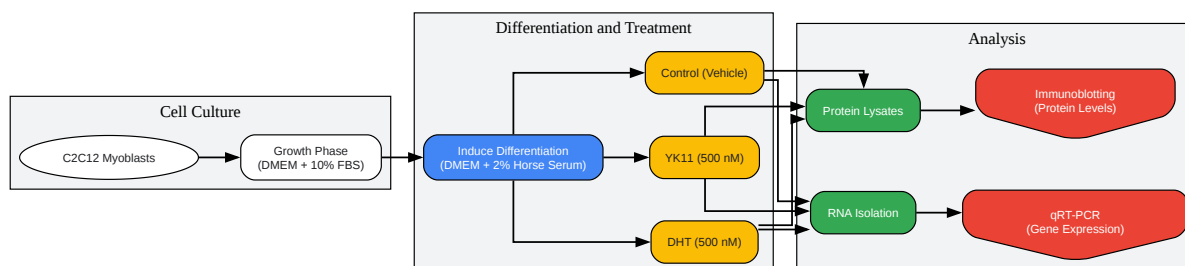 Cell Culture
C2C12 Myoblasts
Growth Phase
(DMEM + 10% FBS)
Differentiation and Treatment
Induce Differentiation
(DMEM + 2% Horse Serum)
Control (Vehicle)
YK11 (500 nM)
DHT (500 nM)
Analysis
Protein Lysates
RNA Isolation
Immunoblotting
(Protein Levels)
qRT-PCR
(Gene Expression)